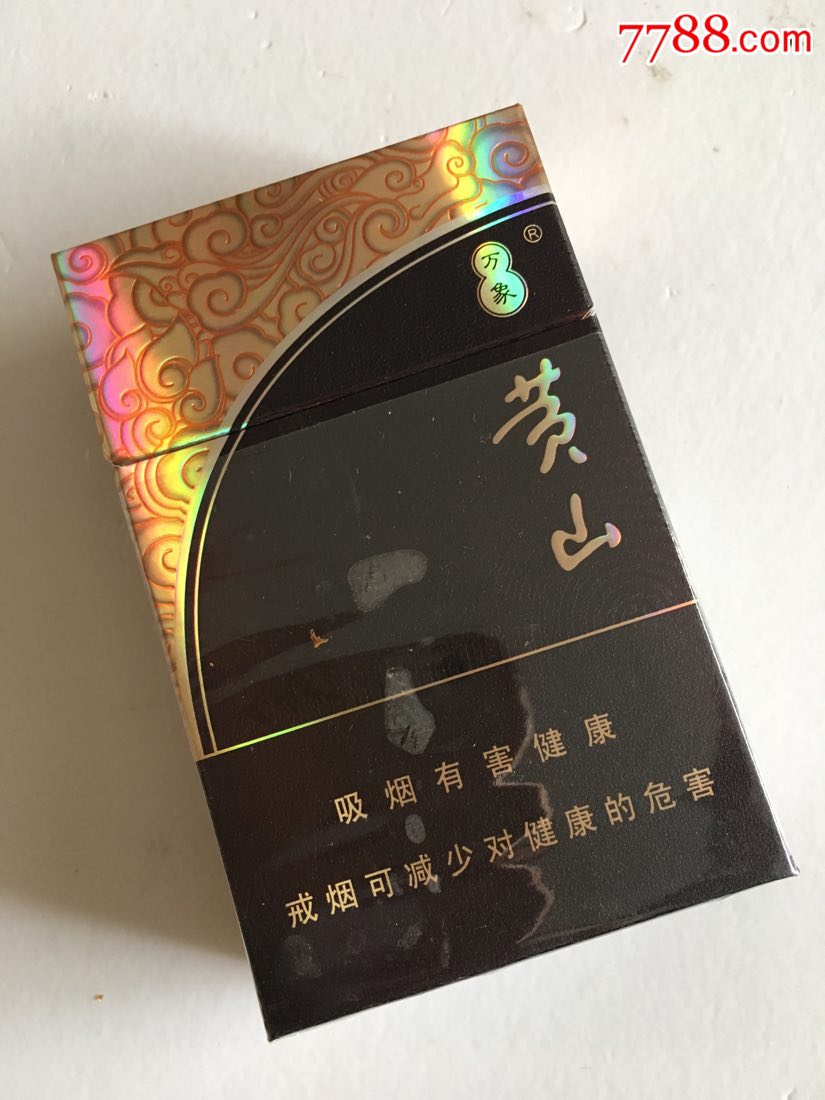 7788.com
万
象
®
黄
山
吸烟有害健康
戒烟可减少对健康的危害